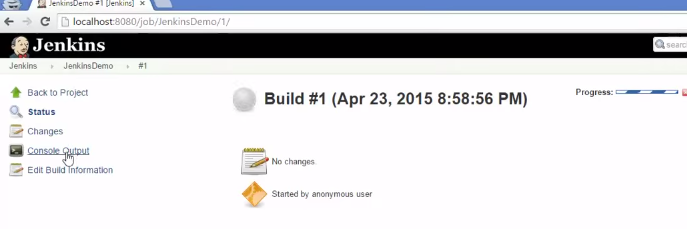 JenkinsDemo #1 [Jenkins]
localhost:8080/job/JenkinsDemo/1/
Jenkins
search
Jenkins JenkinsDemo #1
Back to Project
Status
Changes
Console Output
Edit Build Information
Build #1 (Apr 23, 2015 8:58:56 PM)
Progress:
No changes.
Started by anonymous user